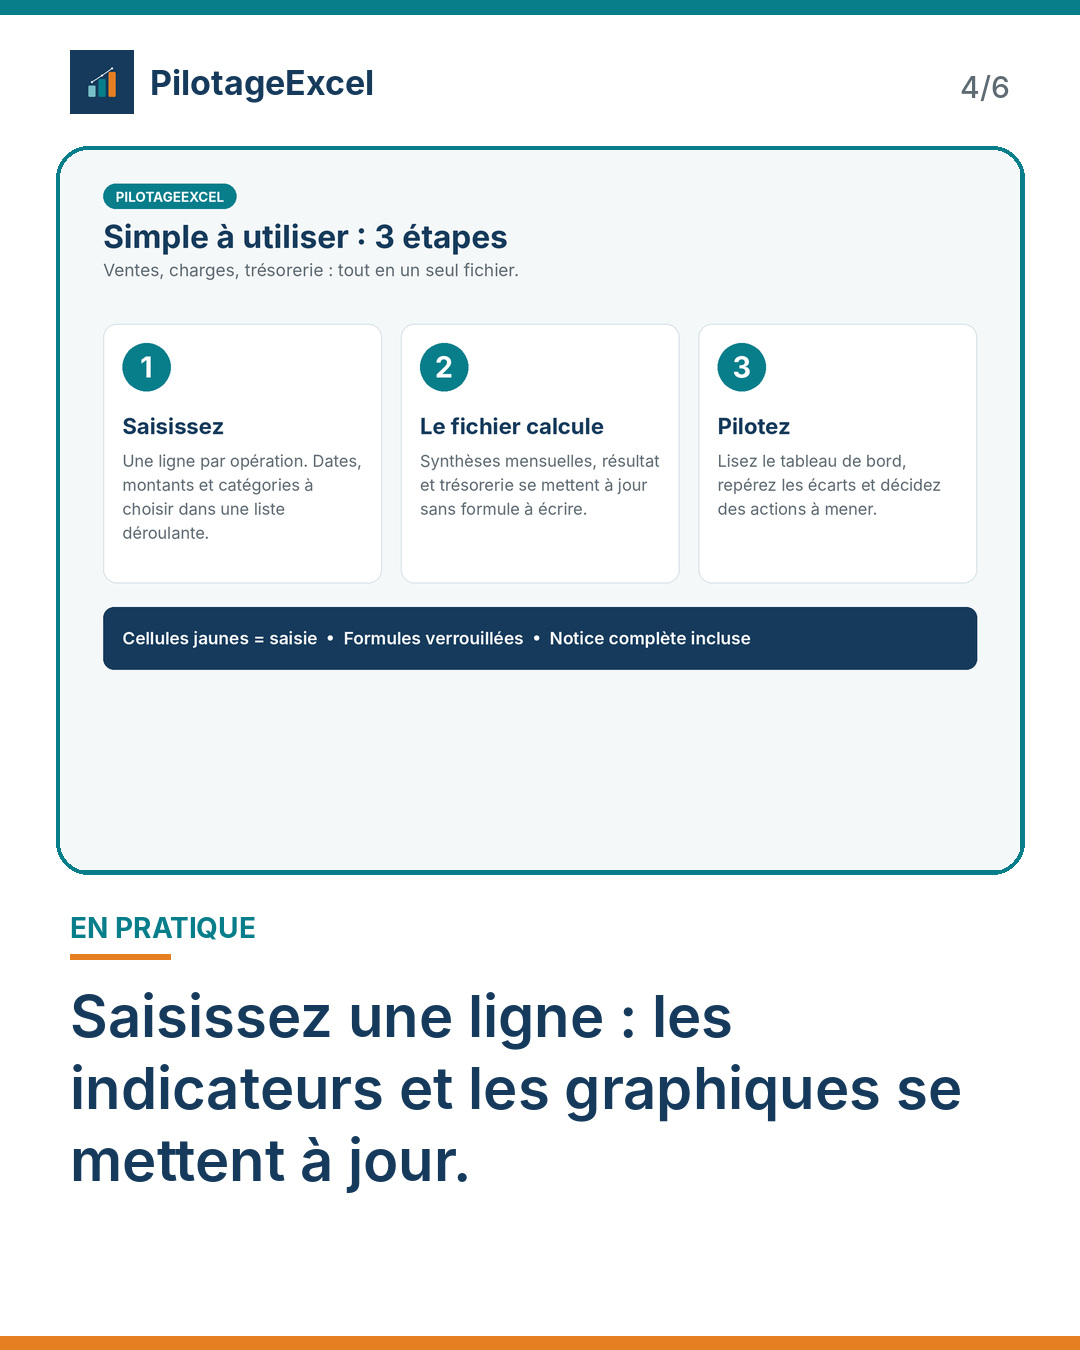 PilotageExcel
4/6
PILOTAGEEXCEL
Simple à utiliser : 3 étapes
Ventes, charges, trésorerie : tout en un seul fichier.
1
Saisissez
Une ligne par opération. Dates,
montants et catégories à
choisir dans une liste
déroulante.
2
Le fichier calcule
Synthèses mensuelles, résultat
et trésorerie se mettent à jour
sans formule à écrire.
3
Pilotez
Lisez le tableau de bord,
repérez les écarts et décidez
des actions à mener.
Cellules jaunes = saisie • Formules verrouillées • Notice complète incluse
EN PRATIQUE
Saisissez une ligne : les
indicateurs et les graphiques se
mettent à jour.